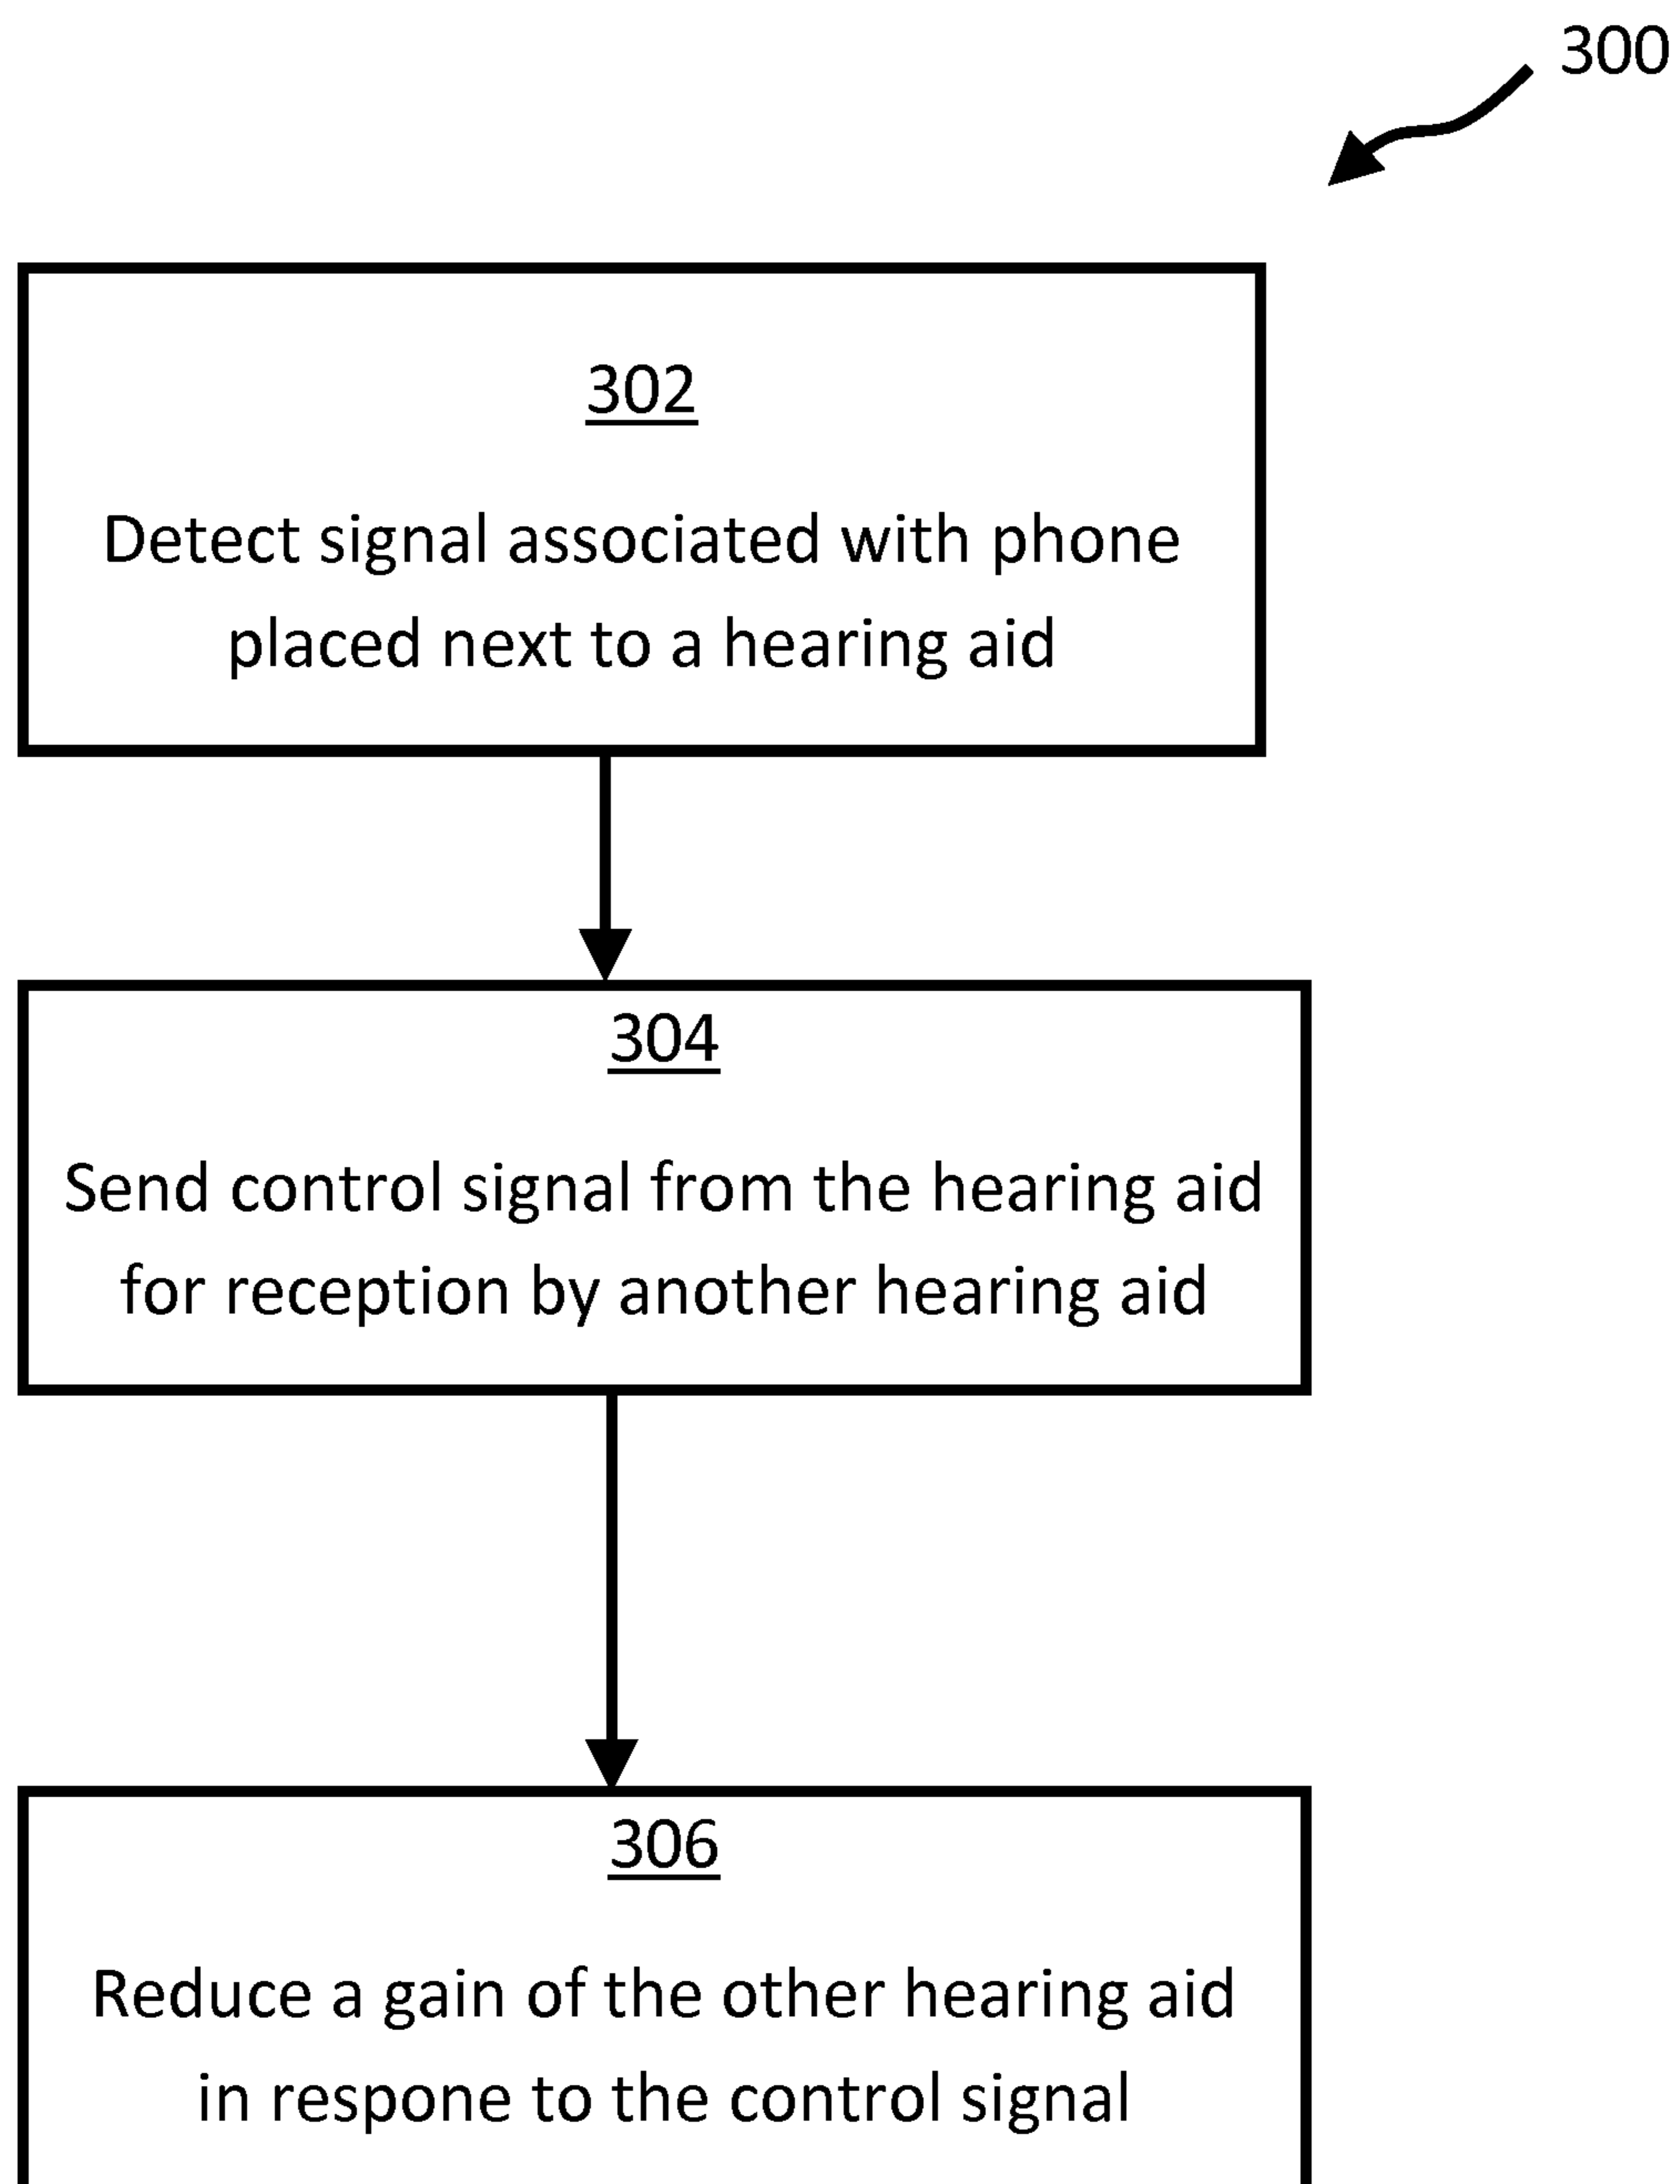 300
302
Detect signal associated with phone
placed next to a hearing aid
304
Send control signal from the hearing aid
for reception by another hearing aid
306
Reduce a gain of the other hearing aid
in respone to the control signal